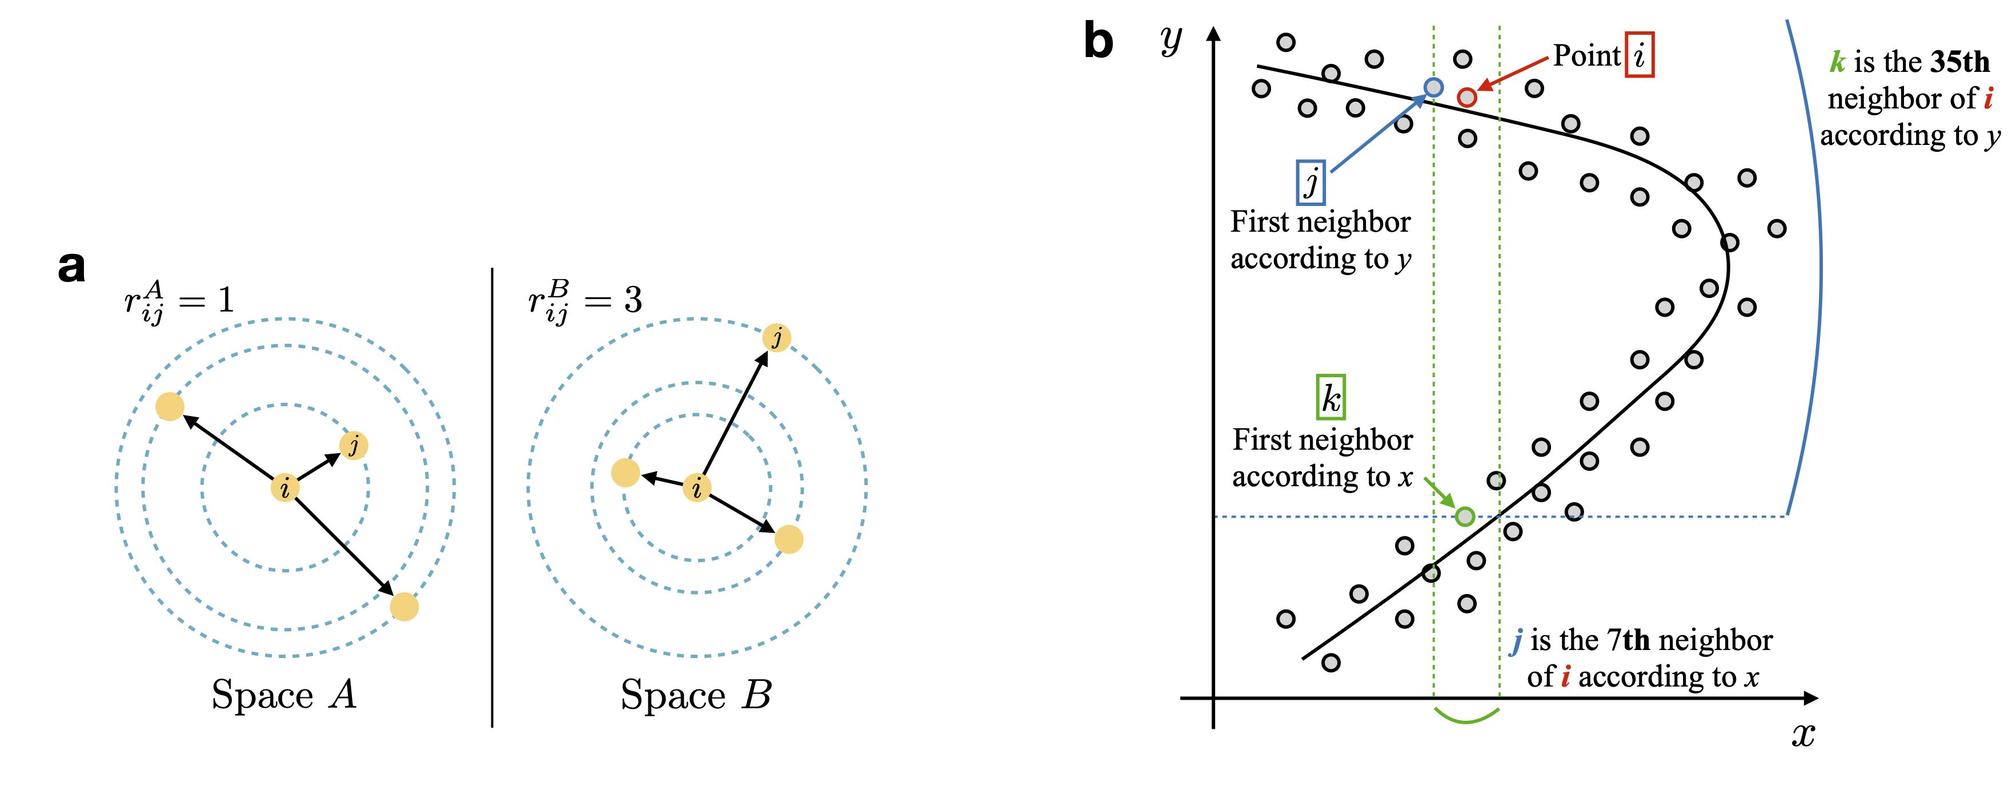 a
r_{ij}^{A} = 1
r_{ij}^{B} = 3
j
i
j
i
Space A
Space B
b
y
Point i
k is the 35th
neighbor of i
according to y
j
First neighbor
according to y
k
First neighbor
according to x
j is the 7th neighbor
of i according to x
x